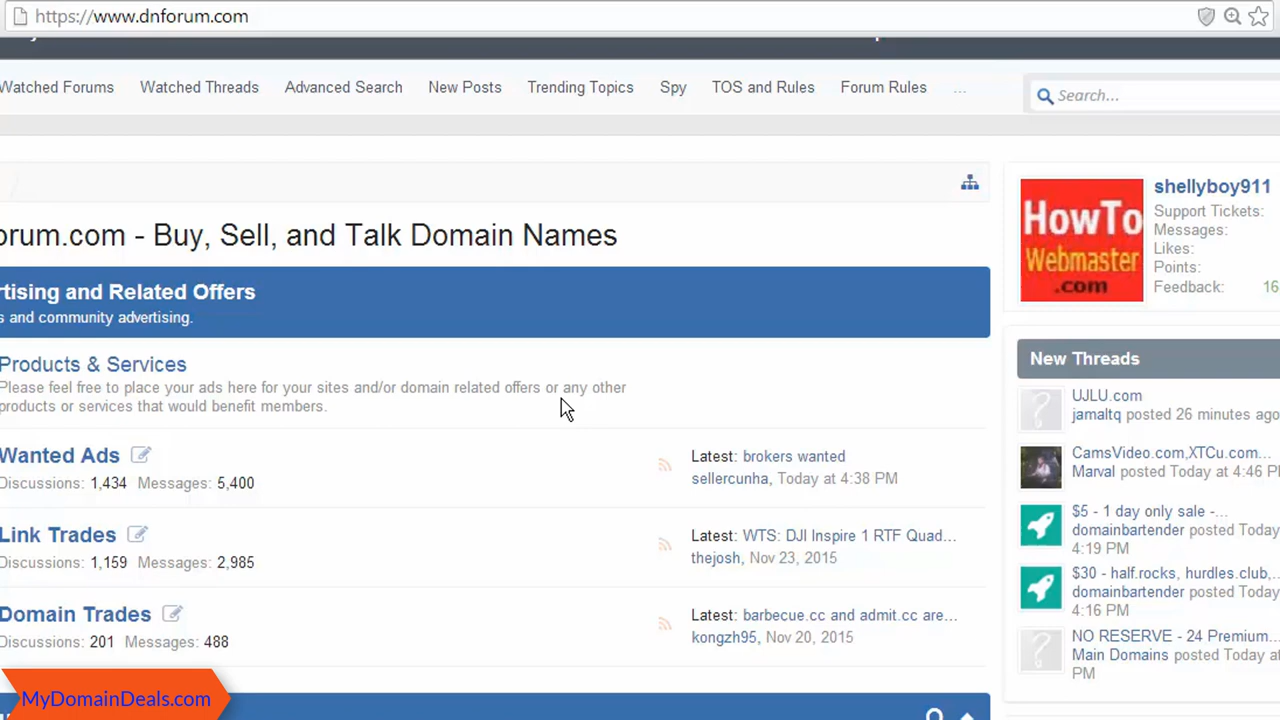 https://www.dnforum.com
Watched Forums Watched Threads Advanced Search New Posts Trending Topics Spy TOS and Rules Forum Rules ...
Search...
orum.com - Buy, Sell, and Talk Domain Names
rtising and Related Offers
s and community advertising.
Products & Services
Please feel free to place your ads here for your sites and/or domain related offers or any other
products or services that would benefit members.
Wanted Ads
Discussions: 1,434 Messages: 5,400
Latest: brokers wanted
sellercunha, Today at 4:38 PM
Link Trades
Discussions: 1,159 Messages: 2,985
Latest: WTS: DJI Inspire 1 RTF Quad...
thejosh, Nov 23, 2015
Domain Trades
Discussions: 201 Messages: 488
Latest: barbecue.cc and admit.cc are...
kongzh95, Nov 20, 2015
MyDomainDeals.com
HowTo
Webmaster
.com
shellyboy911
Support Tickets:
Messages:
Likes:
Points:
Feedback: 16
New Threads
UJLU.com
jamaltq posted 26 minutes ago
CamsVideo.com,XTCu.com...
Marval posted Today at 4:46 P
$5 - 1 day only sale -...
domainbartender posted Today
4:19 PM
$30 - half.rocks, hurdles.club,...
domainbartender posted Today
4:16 PM
NO RESERVE - 24 Premium...
Main Domains posted Today at
PM